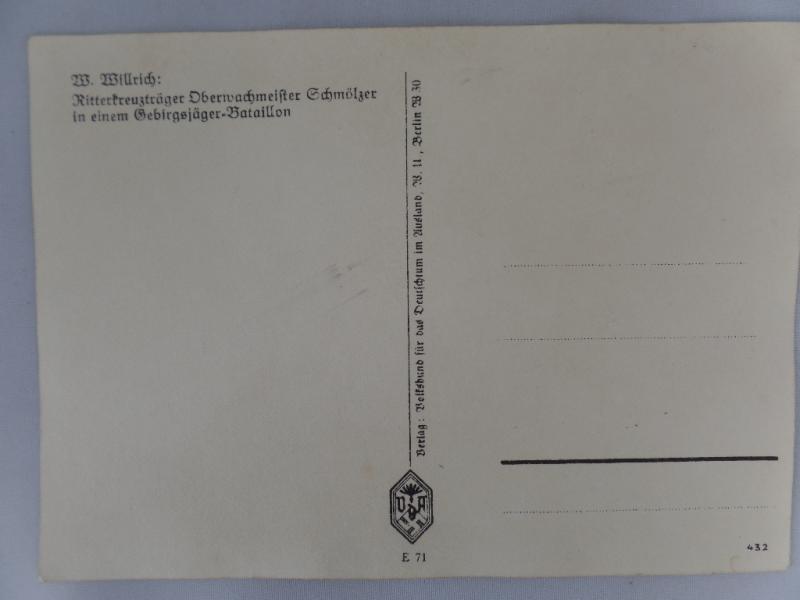 W. Willrich:
Ritterkreuzträger Oberwachmeister Schmölzer
in einem Gebirgsjäger-Bataillon
Verlag: Volksbund für das Deutschtum im Ausland, W. U., Berlin W 30
VDA
E 71
432